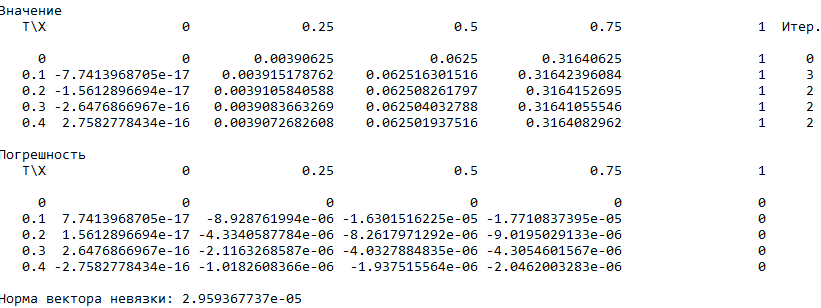 Значение
T\X 0 0.25 0.5 0.75 1 Итер.
0 0 0.00390625 0.0625 0.31640625 1 0
0.1 -7.7413968705e-17 0.003915178762 0.062516301516 0.31642396084 1 3
0.2 -1.5612896694e-17 0.0039105840588 0.062508261797 0.3164152695 1 2
0.3 -2.6476866967e-16 0.0039083663269 0.062504032788 0.31641055546 1 2
0.4 2.7582778434e-16 0.0039072682608 0.062501937516 0.3164082962 1 2
Погрешность
T\X 0 0.25 0.5 0.75 1
0 0 0 0 0 0
0.1 7.7413968705e-17 -8.928761994e-06 -1.6301516225e-05 -1.7710837395e-05 0
0.2 1.5612896694e-17 -4.3340587784e-06 -8.2617971292e-06 -9.0195029133e-06 0
0.3 2.6476866967e-16 -2.1163268587e-06 -4.0327884835e-06 -4.3054601567e-06 0
0.4 -2.7582778434e-16 -1.0182608366e-06 -1.937515564e-06 -2.0462003283e-06 0
Норма вектора невязки: 2.959367737e-05